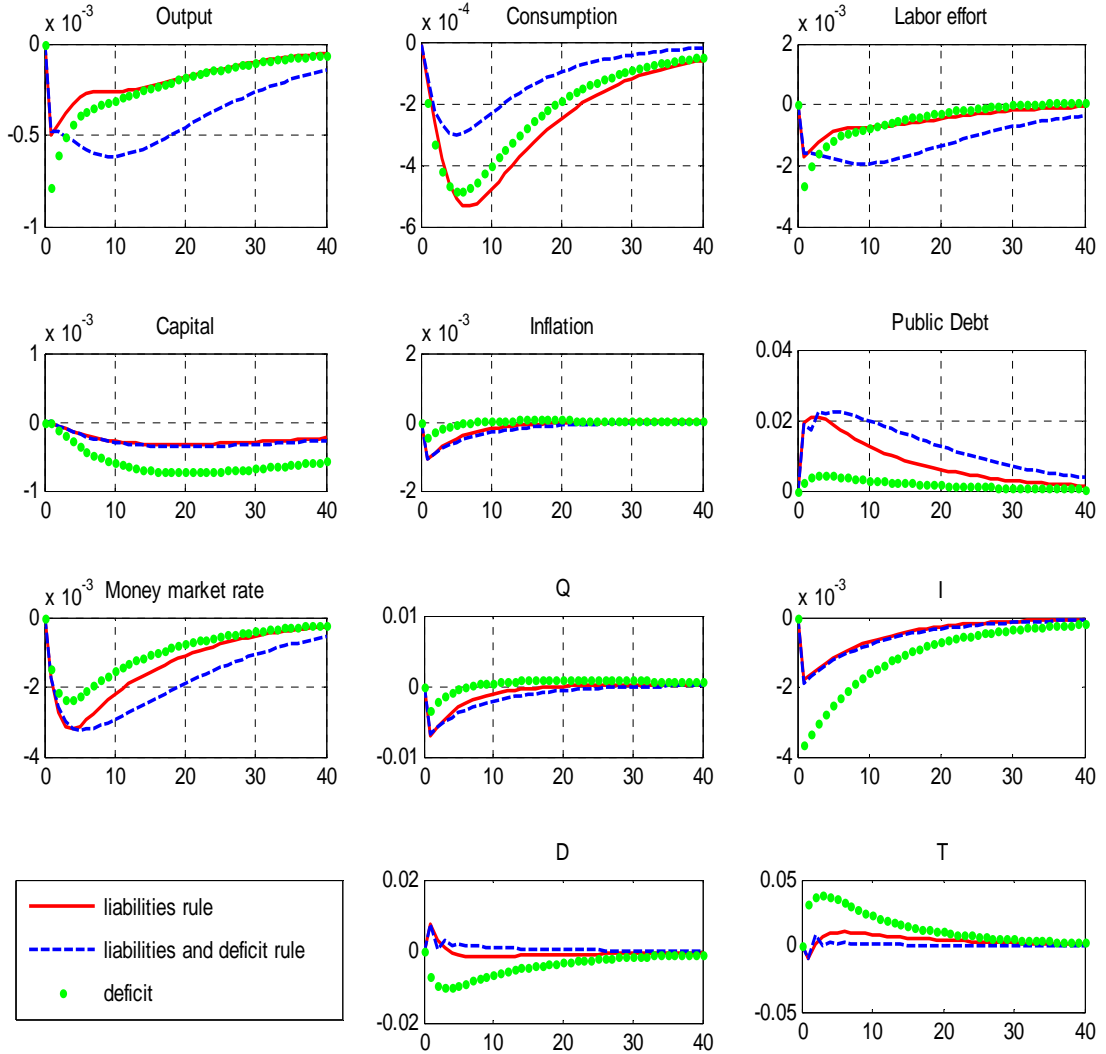 x 10-3 Output
0
-0.5
-1
0 10 20 30 40
x 10-4 Consumption
0
-2
-4
-6
0 10 20 30 40
x 10-3 Labor effort
2
0
-2
-4
0 10 20 30 40
x 10-3 Capital
1
0
-1
0 10 20 30 40
x 10-3 Inflation
2
0
-2
0 10 20 30 40
Public Debt
0.04
0.02
0
0 10 20 30 40
x 10-3 Money market rate
0
-2
-4
0 10 20 30 40
Q
0.01
0
-0.01
0 10 20 30 40
x 10-3 I
0
-2
-4
0 10 20 30 40
liabilities rule
liabilities and deficit rule
deficit
D
0.02
0
-0.02
0 10 20 30 40
T
0.05
0
-0.05
0 10 20 30 40